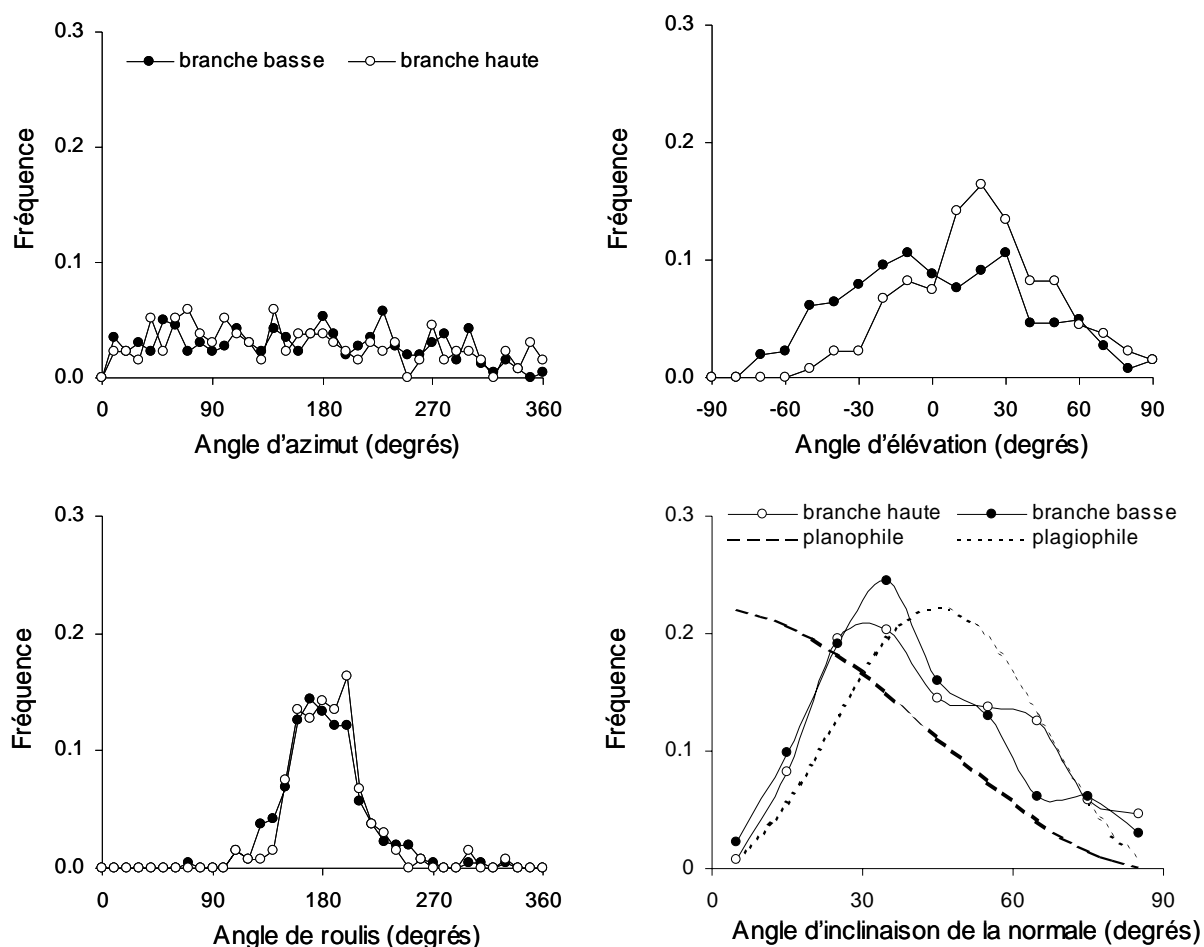 0.3
0.2
0.1
0.0
Fréquence
branche basse
branche haute
0 90 180 270 360
Angle d'azimut (degrés)
0.3
0.2
0.1
0.0
Fréquence
-90 -60 -30 0 30 60 90
Angle d'élévation (degrés)
0.3
0.2
0.1
0.0
Fréquence
0 90 180 270 360
Angle de roulis (degrés)
0.3
0.2
0.1
0.0
Fréquence
branche haute branche basse
planophile plagiophile
0 30 60 90
Angle d'inclinaison de la normale (degrés)